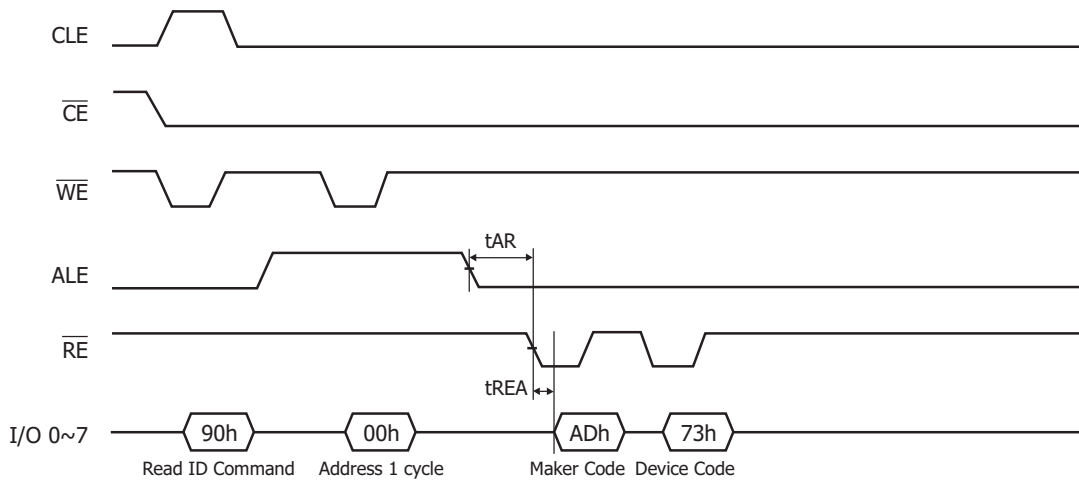 CLE
CE
WE
ALE
tAR
RE
tREA
I/O 0~7
90h
00h
ADh
73h
Read ID Command
Address 1 cycle
Maker Code
Device Code